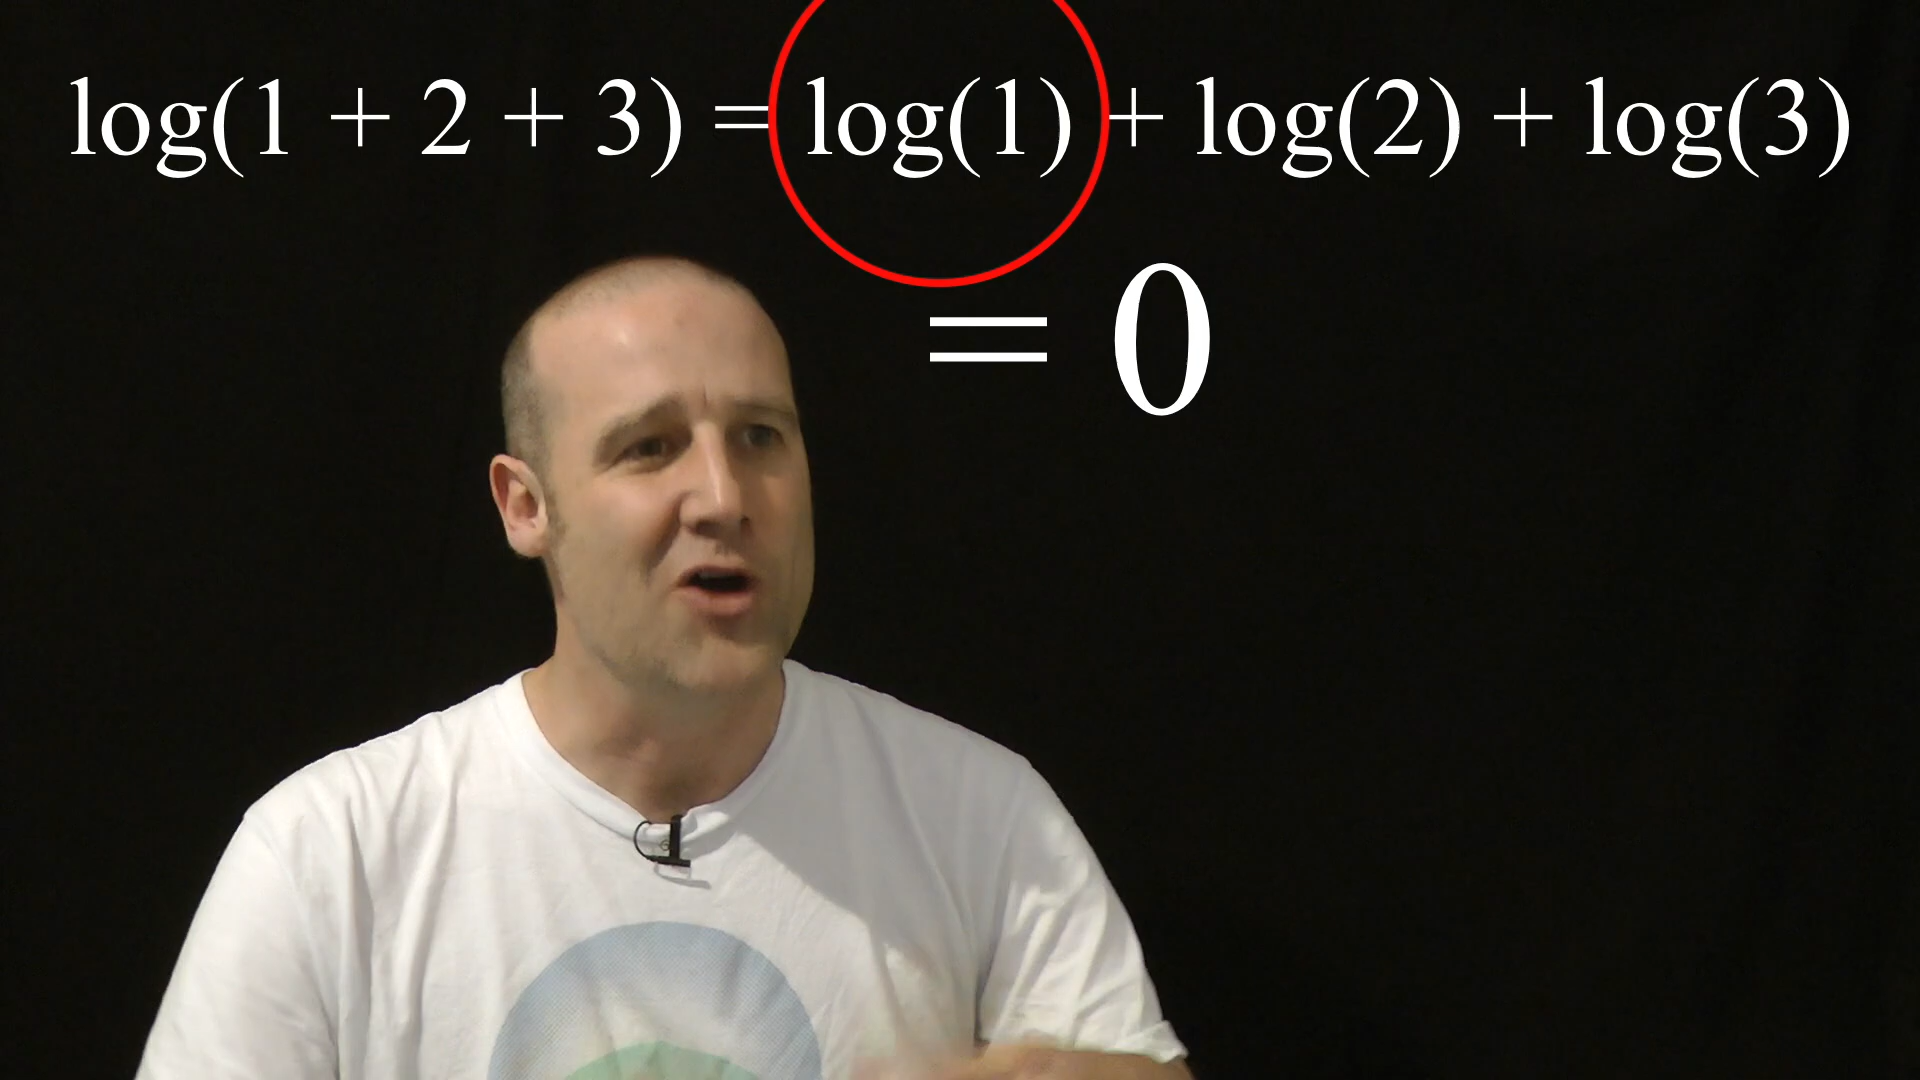 log(1 + 2 + 3) = log(1) + log(2) + log(3)
= 0